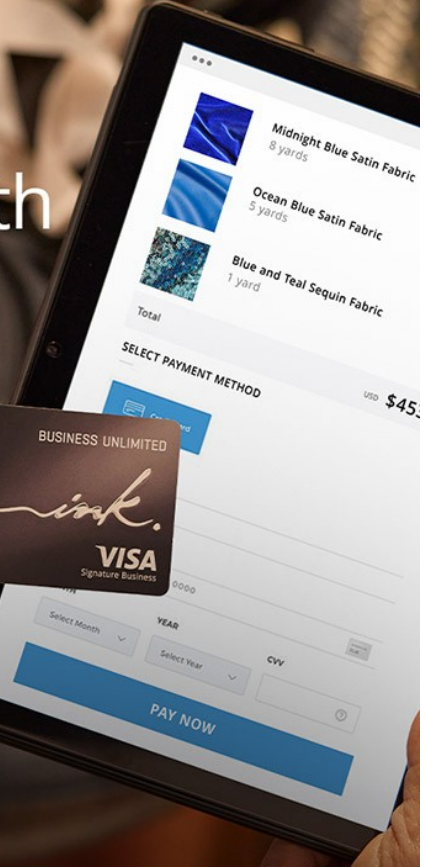 th
Midnight Blue Satin Fabric
8 yards
Ocean Blue Satin Fabric
5 yards
Blue and Teal Sequin Fabric
1 yard
Total
USD $453
SELECT PAYMENT METHOD
BUSINESS UNLIMITED
ink.
VISA
Signature Business
0000
YEAR
CVV
Select Month
Select Year
PAY NOW